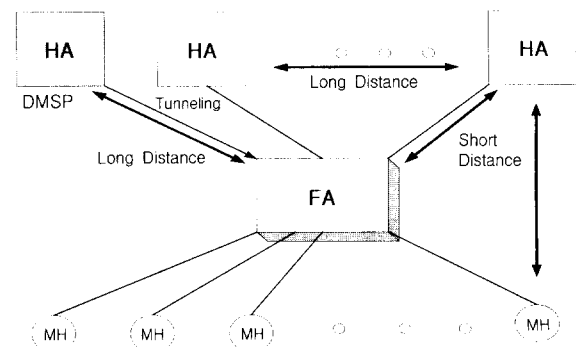 HA
HA
HA
Long Distance
DMSP
Tunneling
Long Distance
Short
Distance
FA
MH
MH
MH
MH